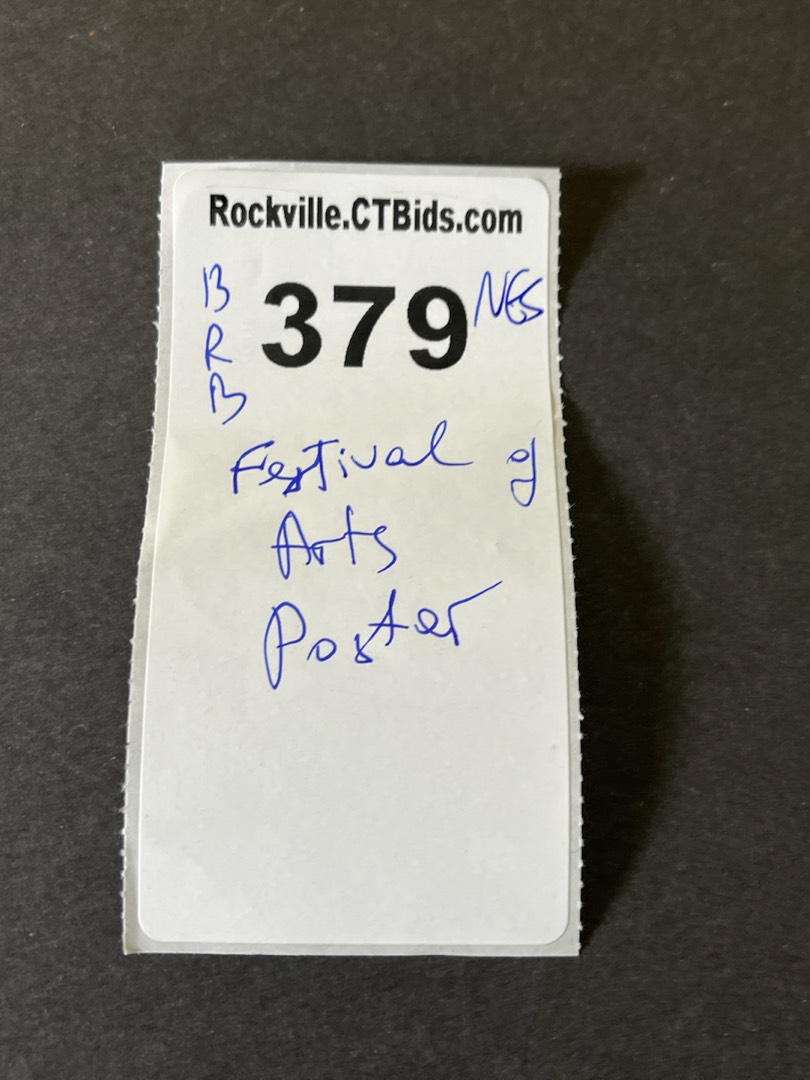 Rockville.CTBids.com
B 379 NES
R
B
Festival of
Arts
Poster